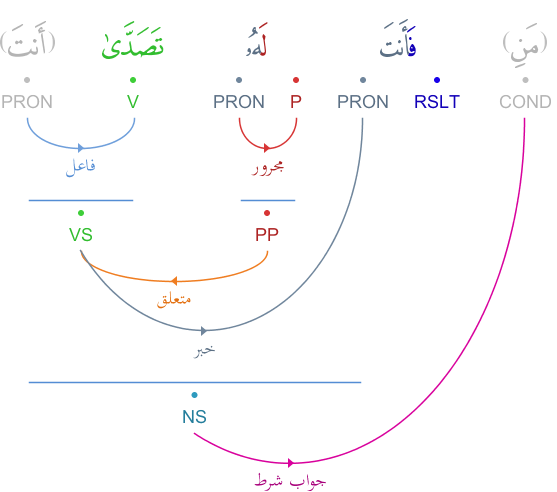 (مَنِ) فَأَنتَ لَهُۥ تَصَدَّىٰ (أَنتَ)
COND RSLT PRON P PRON V PRON
مجرور فاعل
PP VS
متعلق
خبر
NS
جواب شرط